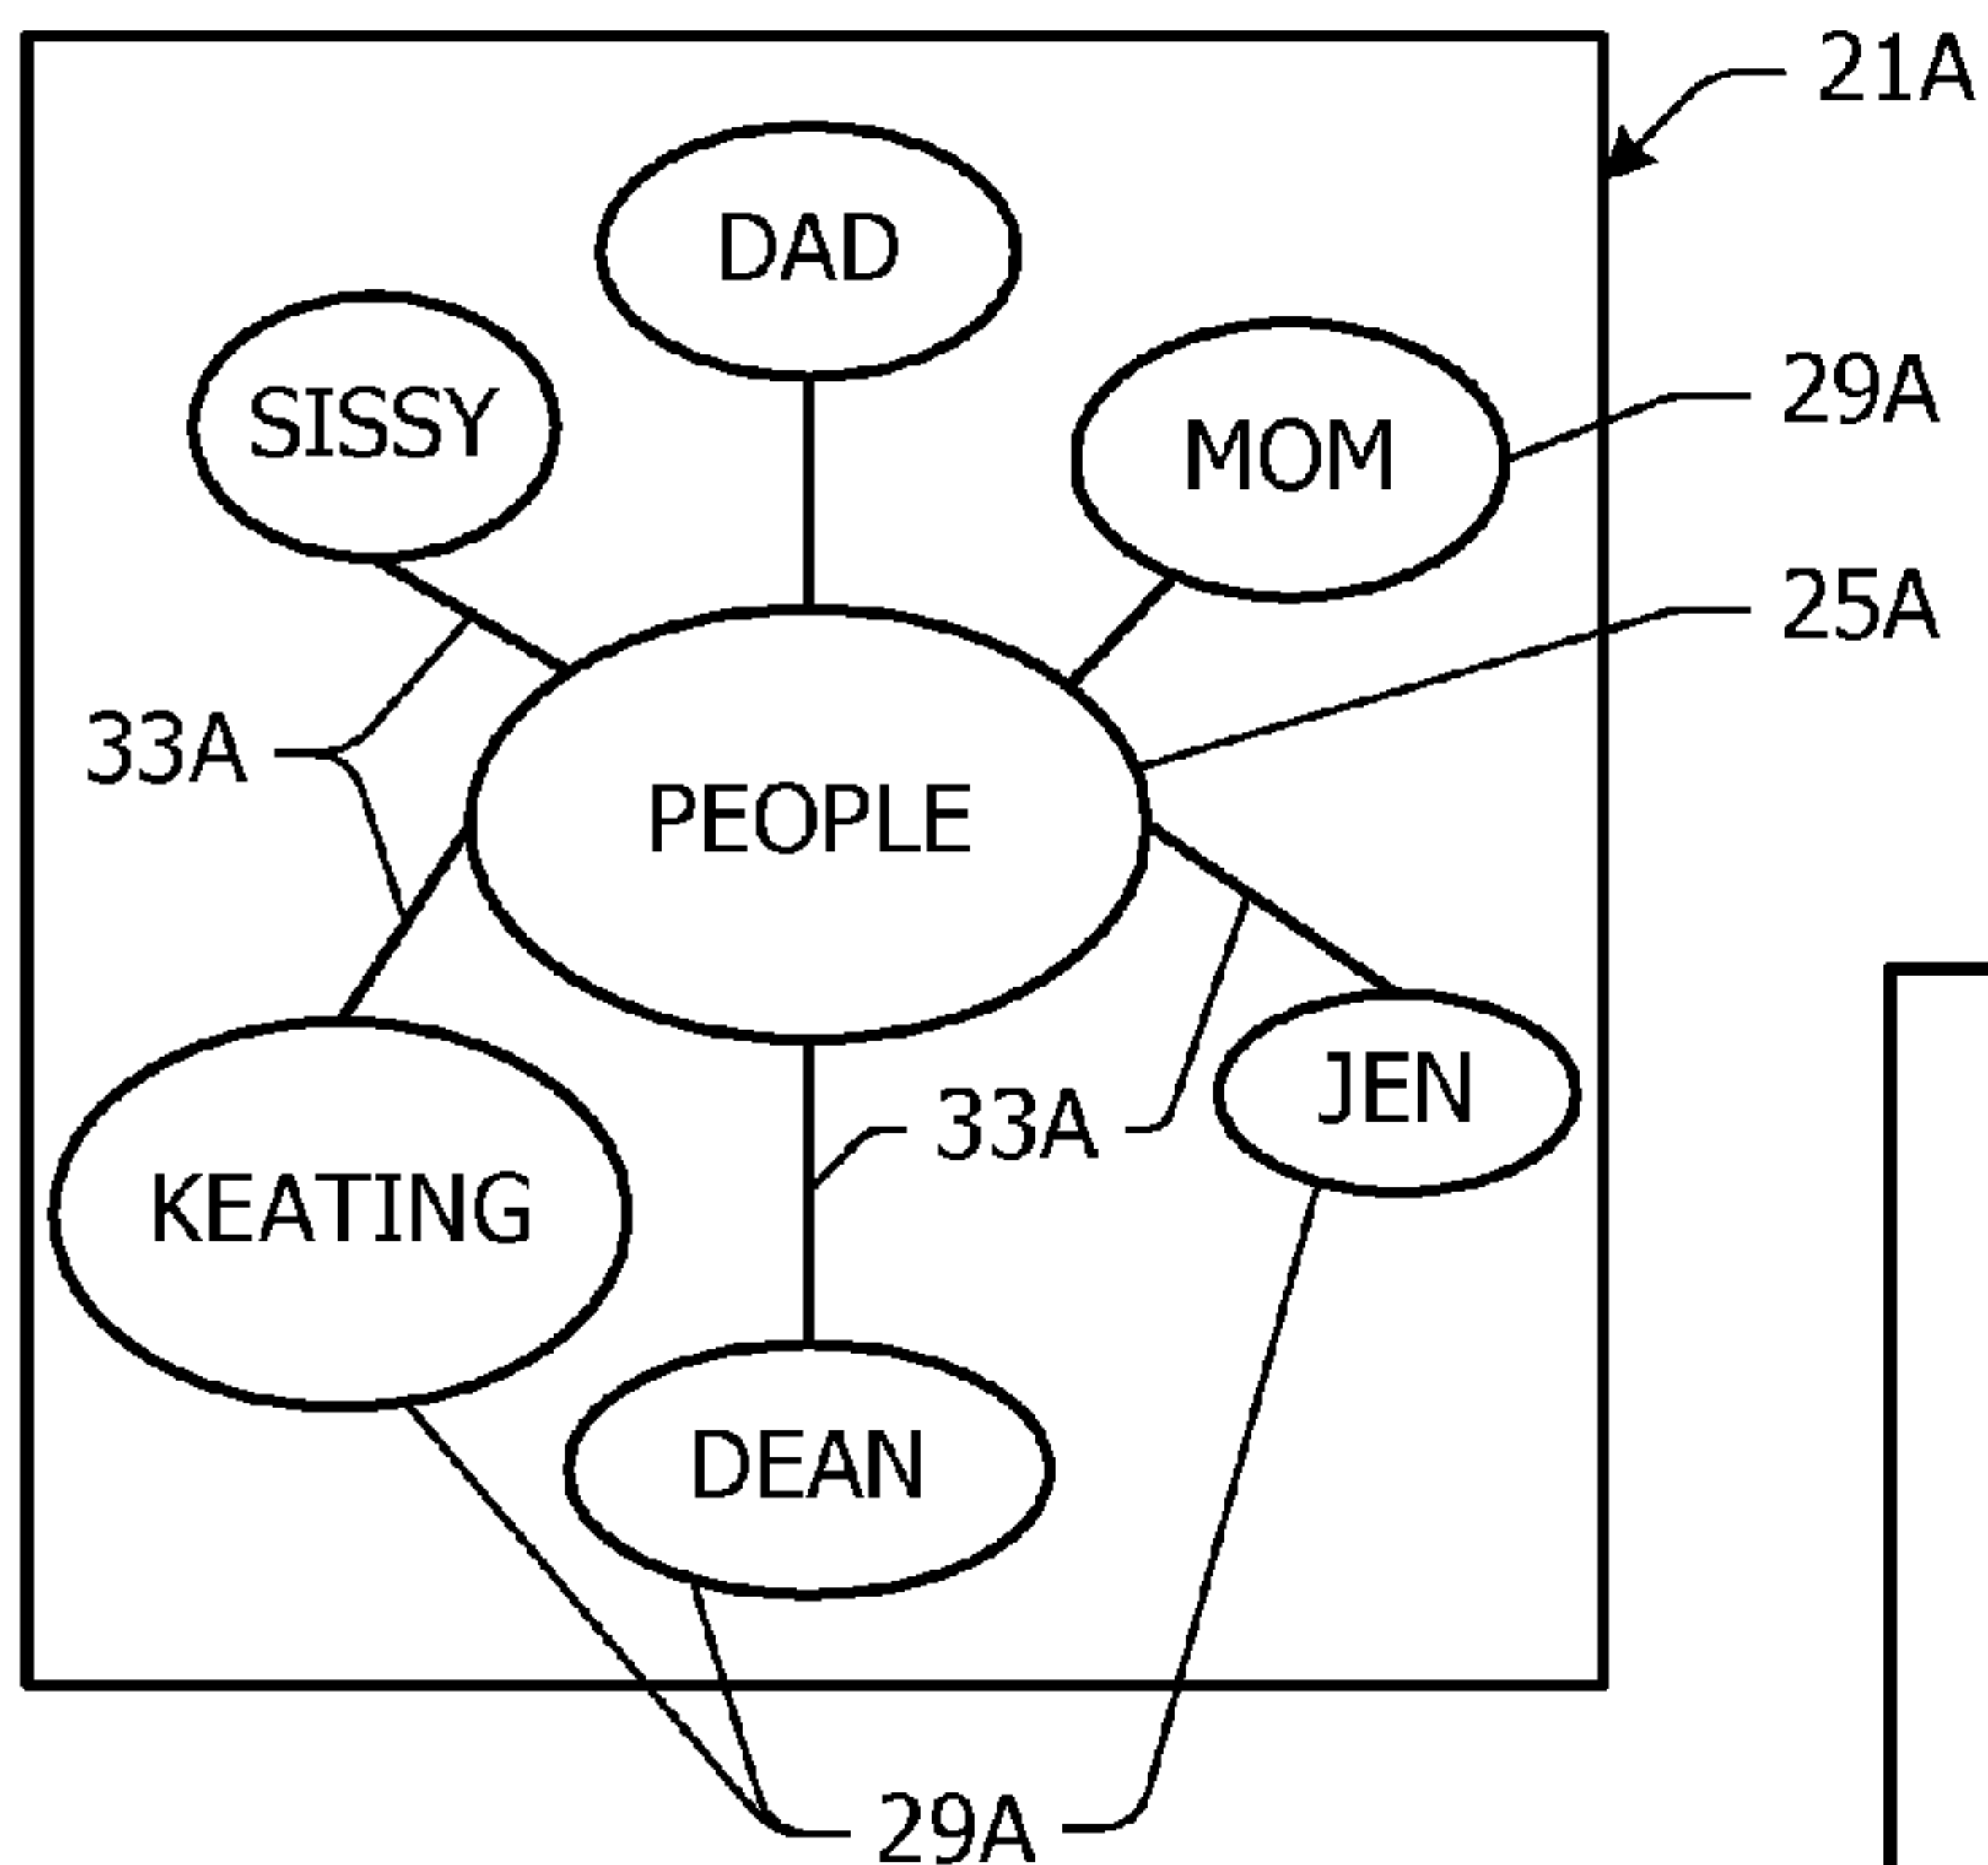 21A
DAD
29A
SISSY
MOM
25A
33A
PEOPLE
33A
JEN
KEATING
DEAN
29A